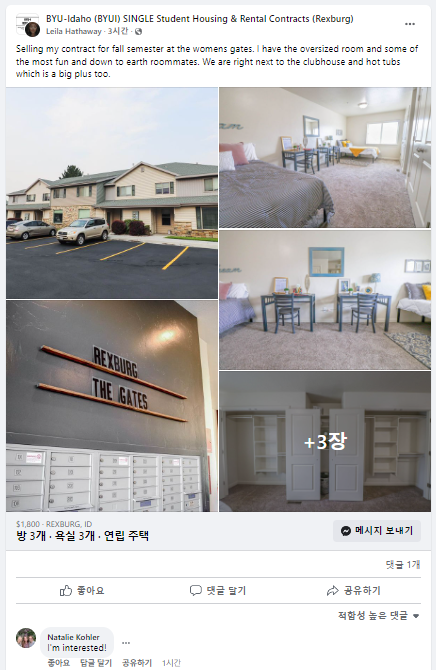 BYU-Idaho (BYUI) SINGLE Student Housing & Rental Contracts (Rexburg)
Leila Hathaway · 3시간 ·
Selling my contract for fall semester at the womens gates. I have the oversized room and some of
the most fun and down to earth roommates. We are right next to the clubhouse and hot tubs
which is a big plus too.
REXBURG
THE GATES
+3장
$1,800 · REXBURG, ID
방 3개 · 욕실 3개 · 연립 주택
메시지 보내기
댓글 1개
좋아요 댓글 달기 공유하기
적합성 높은 댓글
Natalie Kohler
I'm interested!
좋아요 답글 달기 공유하기 1시간